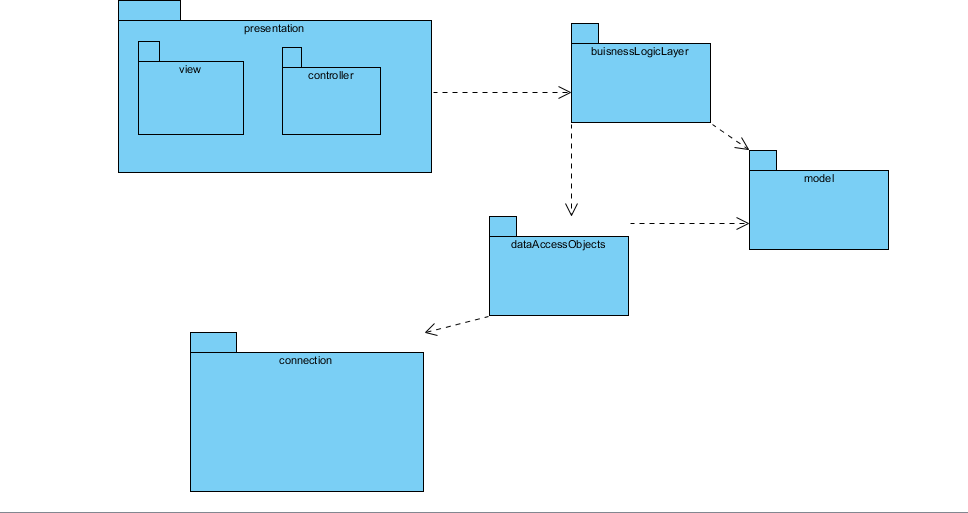 presentation
view
controller
buisnessLogicLayer
model
dataAccessObjects
connection